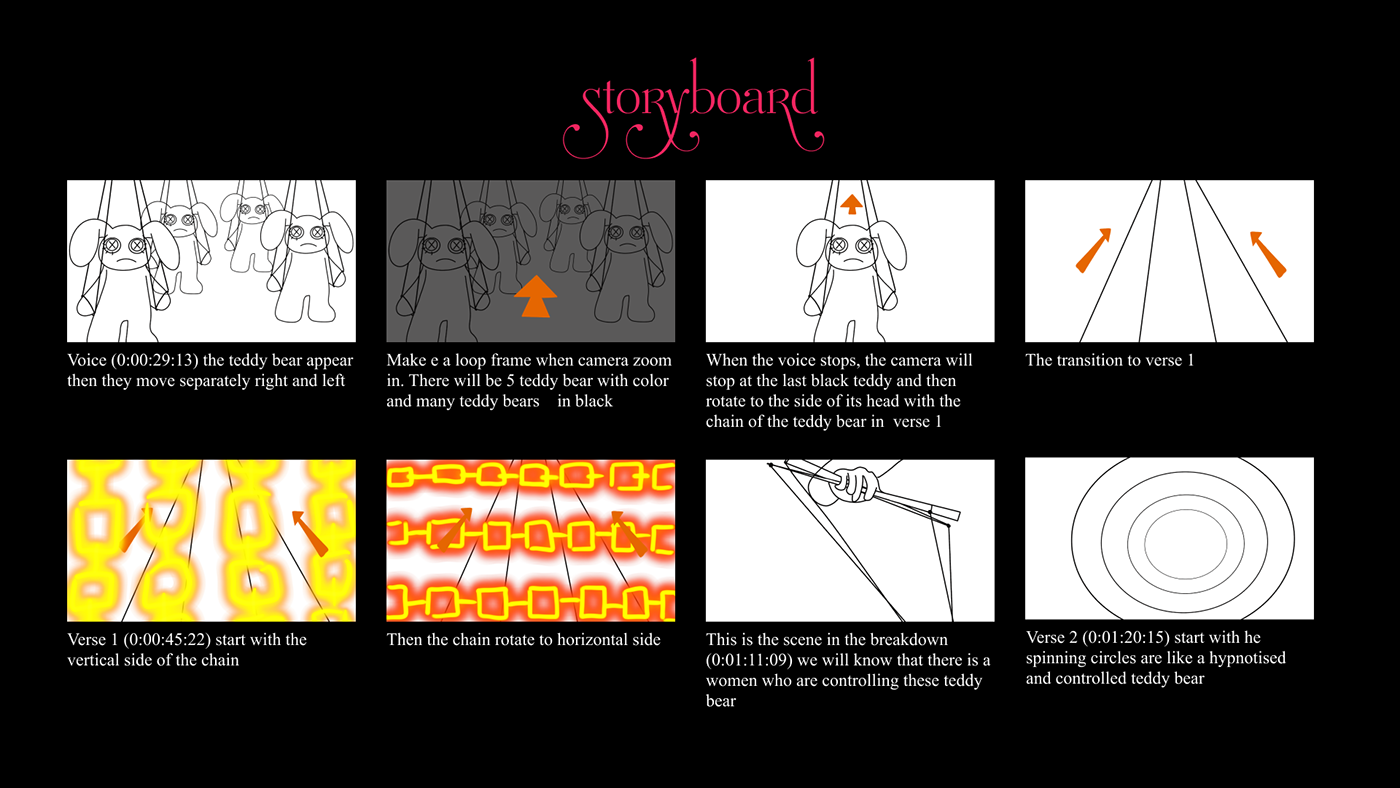 storyboard
Voice (0:00:29:13) the teddy bear appear
then they move separately right and left
Make e a loop frame when camera zoom
in. There will be 5 teddy bear with color
and many teddy bears in black
When the voice stops, the camera will
stop at the last black teddy and then
rotate to the side of its head with the
chain of the teddy bear in verse 1
The transition to verse 1
Verse 1 (0:00:45:22) start with the
vertical side of the chain
Then the chain rotate to horizontal side
This is the scene in the breakdown
(0:01:11:09) we will know that there is a
women who are controlling these teddy
bear
Verse 2 (0:01:20:15) start with he
spinning circles are like a hypnotised
and controlled teddy bear